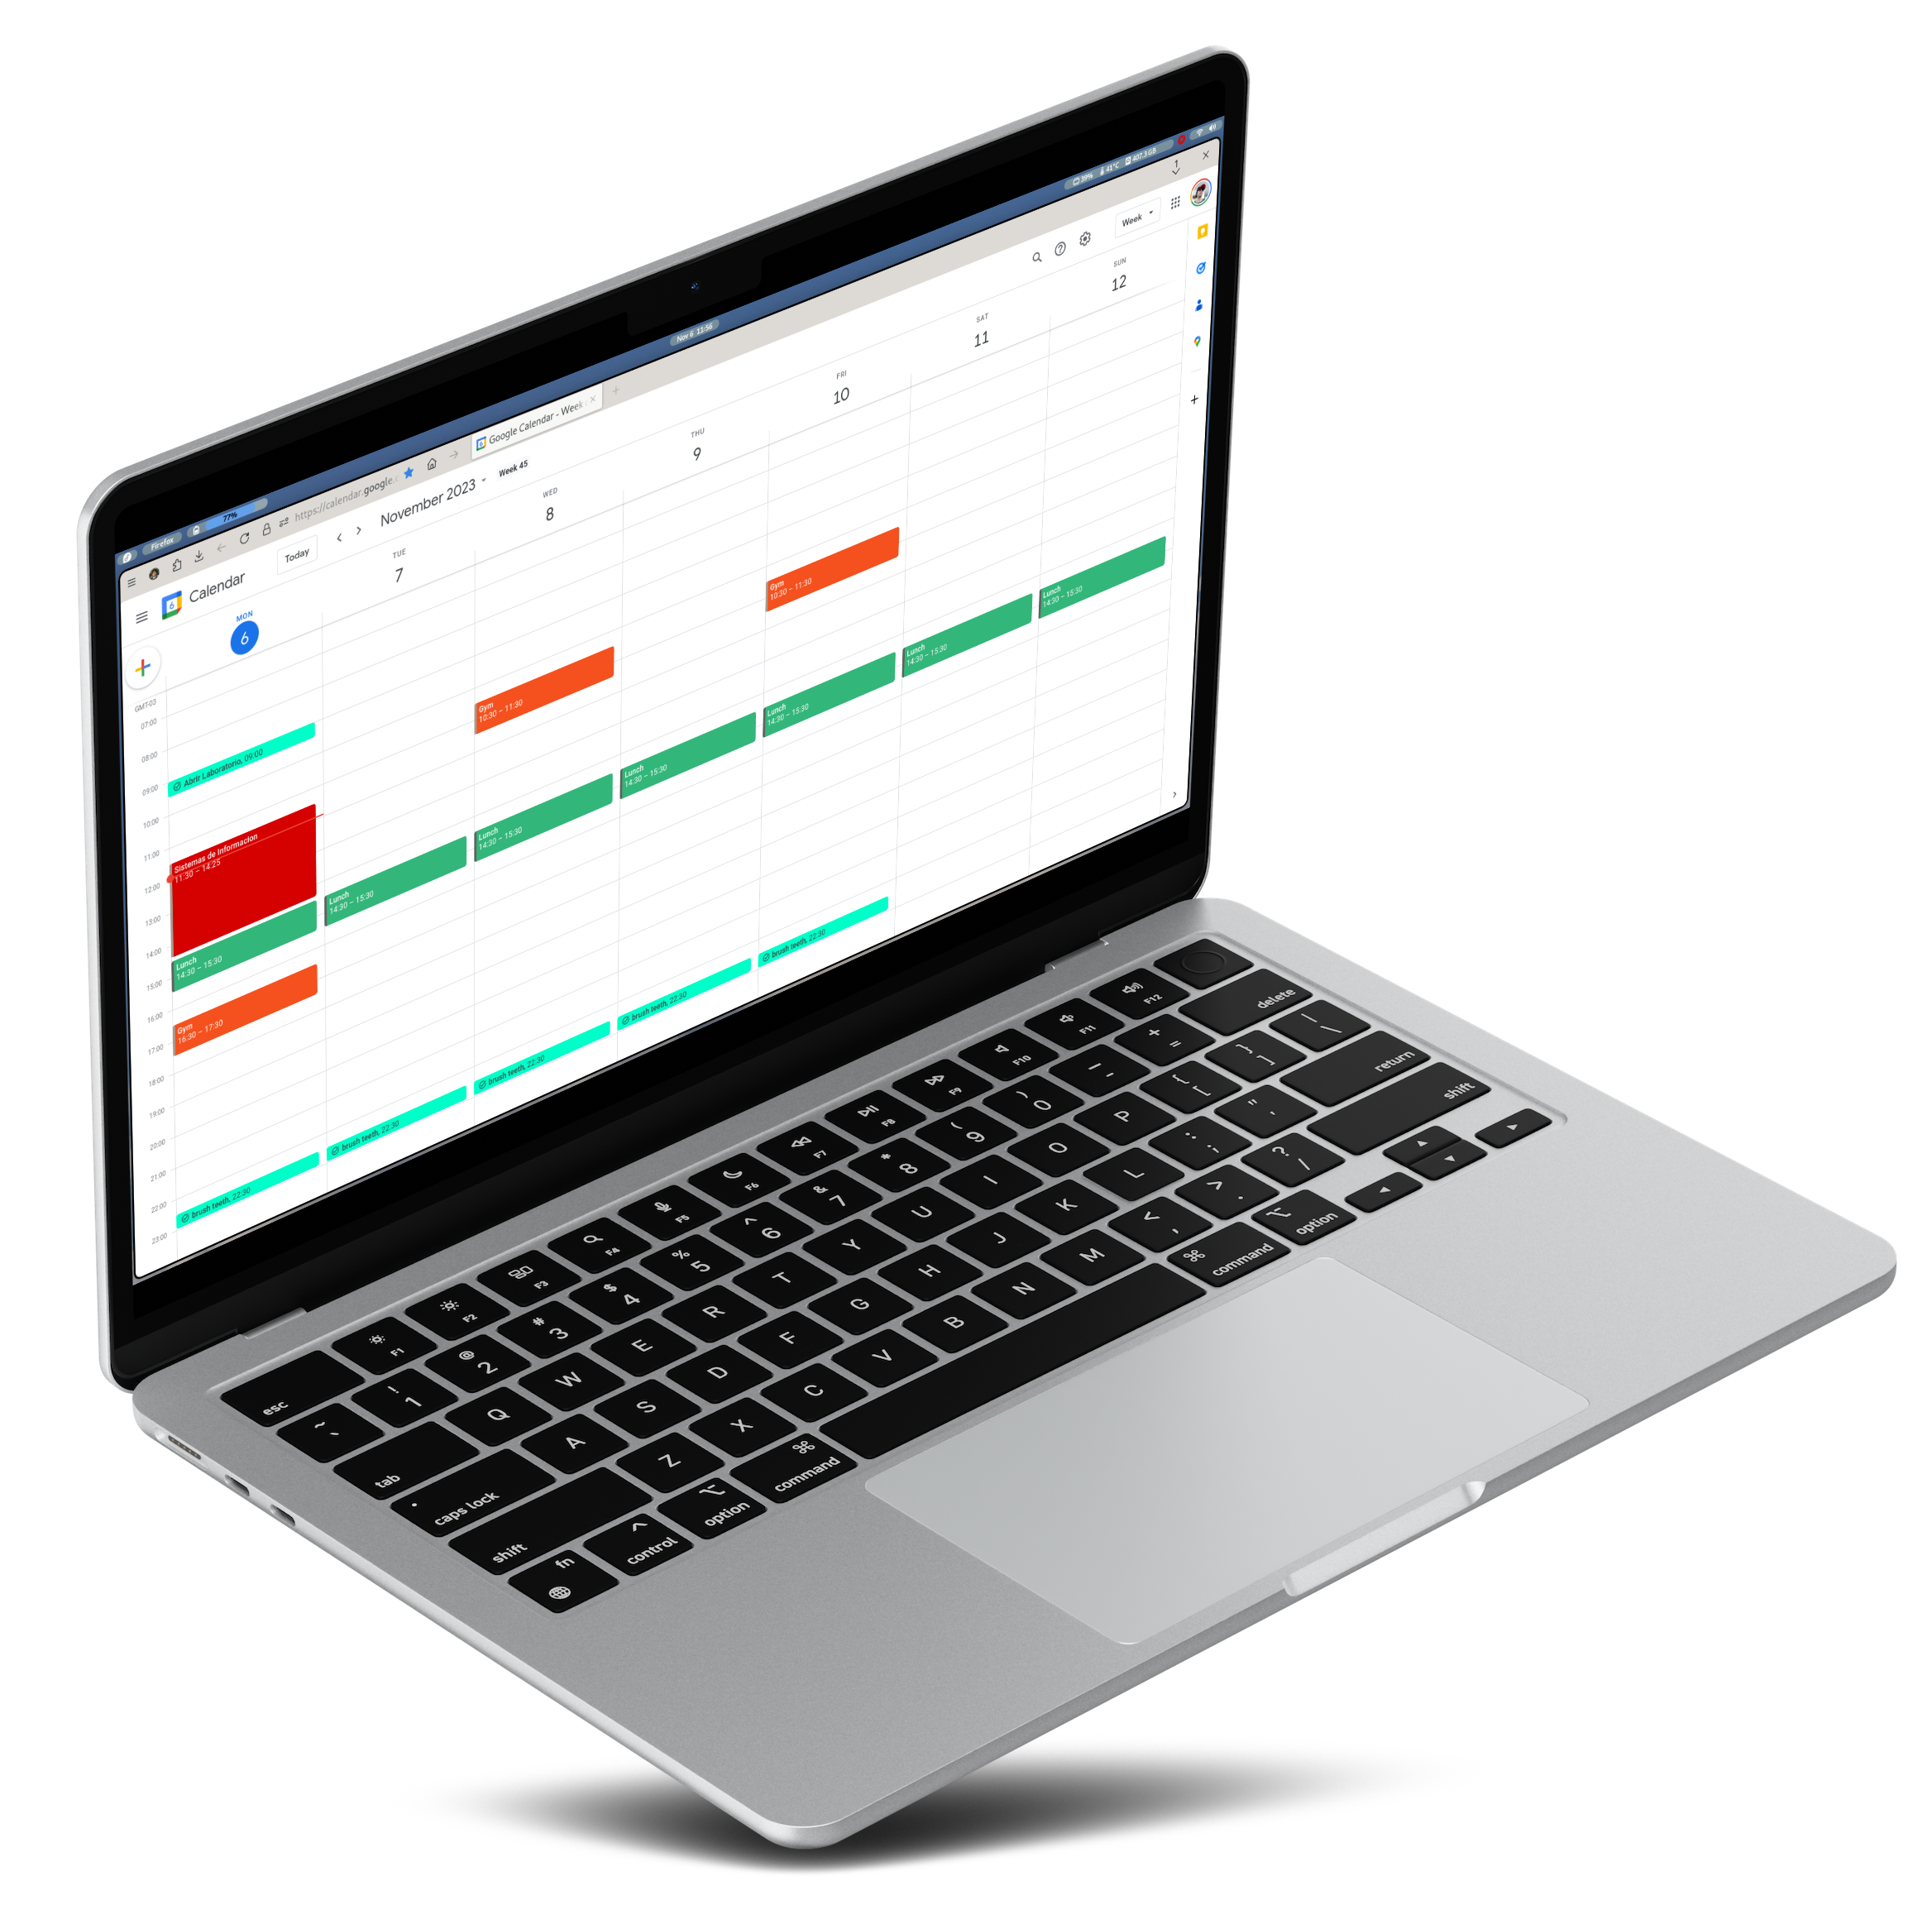 Firefox
77%
Nov 6 11:56
39%
41°C
407.3 GB
https://calendar.google.
Google Calendar - Week
1
6
Calendar
Today
November 2023
Week 45
Week
MON
6
TUE
7
WED
8
THU
9
FRI
10
SAT
11
SUN
12
GMT-03
07:00
08:00
09:00
10:00
11:00
12:00
13:00
14:00
15:00
16:00
17:00
18:00
19:00
20:00
21:00
22:00
23:00
Abrir Laboratorio, 09:00
Sistemas de Informacion
11:30 – 14:25
Lunch
14:30 – 15:30
Gym
16:30 – 17:30
brush teeth, 22:30
Lunch
14:30 – 15:30
brush teeth, 22:30
Gym
10:30 – 11:30
Lunch
14:30 – 15:30
brush teeth, 22:30
Lunch
14:30 – 15:30
brush teeth, 22:30
Gym
10:30 – 11:30
Lunch
14:30 – 15:30
brush teeth, 22:30
Lunch
14:30 – 15:30
Lunch
14:30 – 15:30
esc F1 F2 F3 F4 F5 F6 F7 F8 F9 F10 F11 F12
~ ` ! 1 @ 2 # 3 $ 4 % 5 ^ 6 & 7 * 8 ( 9 ) 0 _ - + = delete
tab Q W E R T Y U I O P { [ } ] | \
caps lock A S D F G H J K L : ; " ' return
shift Z X C V B N M < , > . ? / shift
fn control option command command option